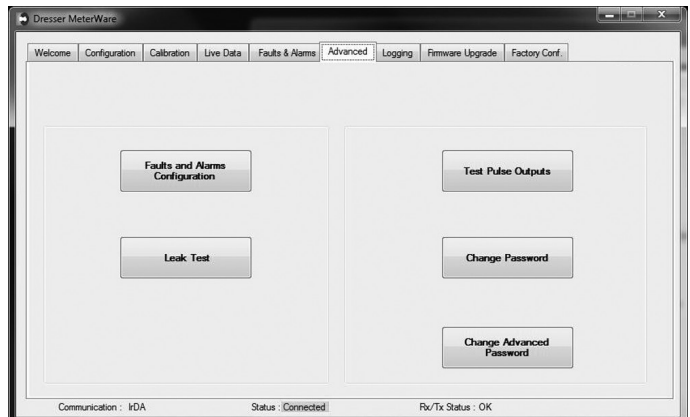 Dresser MeterWare
Welcome Configuration Calibration Live Data Faults & Alarms Advanced Logging Firmware Upgrade Factory Conf.
Faults and Alarms
Configuration
Test Pulse Outputs
Leak Test
Change Password
Change Advanced
Password
Communication : IrDA Status : Connected Rx/Tx Status : OK